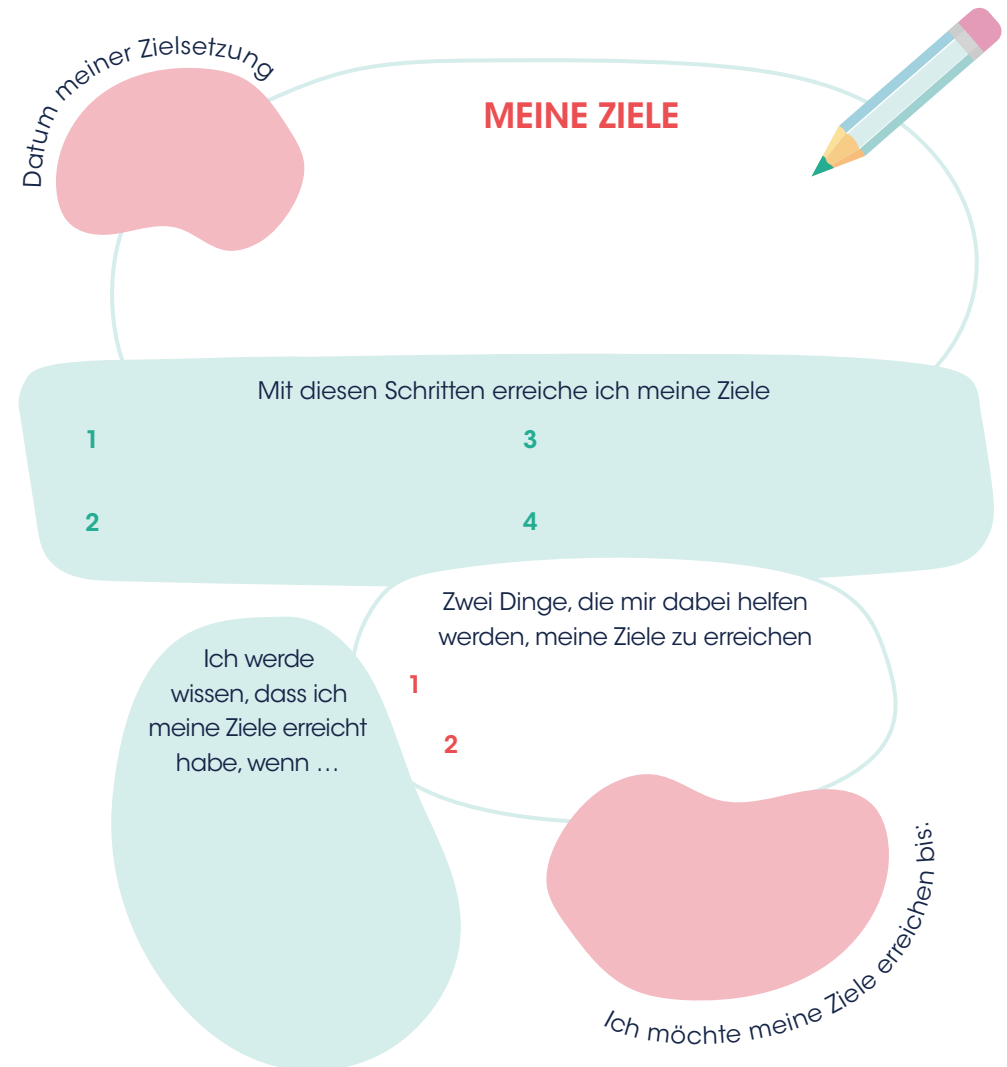 Datum meiner Zielsetzung
MEINE ZIELE
Mit diesen Schritten erreiche ich meine Ziele
1
2
3
4
Zwei Dinge, die mir dabei helfen
werden, meine Ziele zu erreichen
1
2
Ich werde
wissen, dass ich
meine Ziele erreicht
habe, wenn …
Ich möchte meine Ziele erreichen bis: